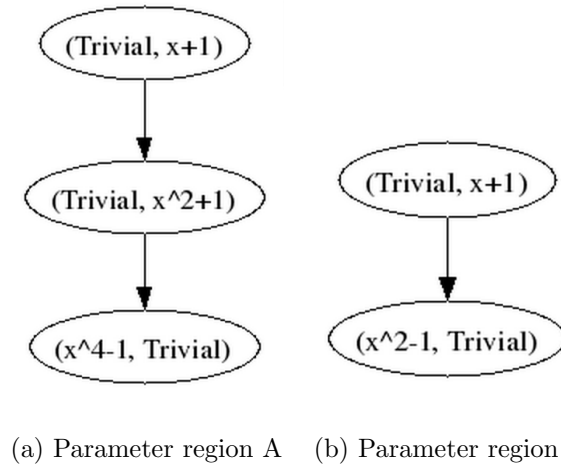 (Trivial, x+1)
(Trivial, x^2+1)
(x^4-1, Trivial)
(Trivial, x+1)
(x^2-1, Trivial)
(a) Parameter region A
(b) Parameter region